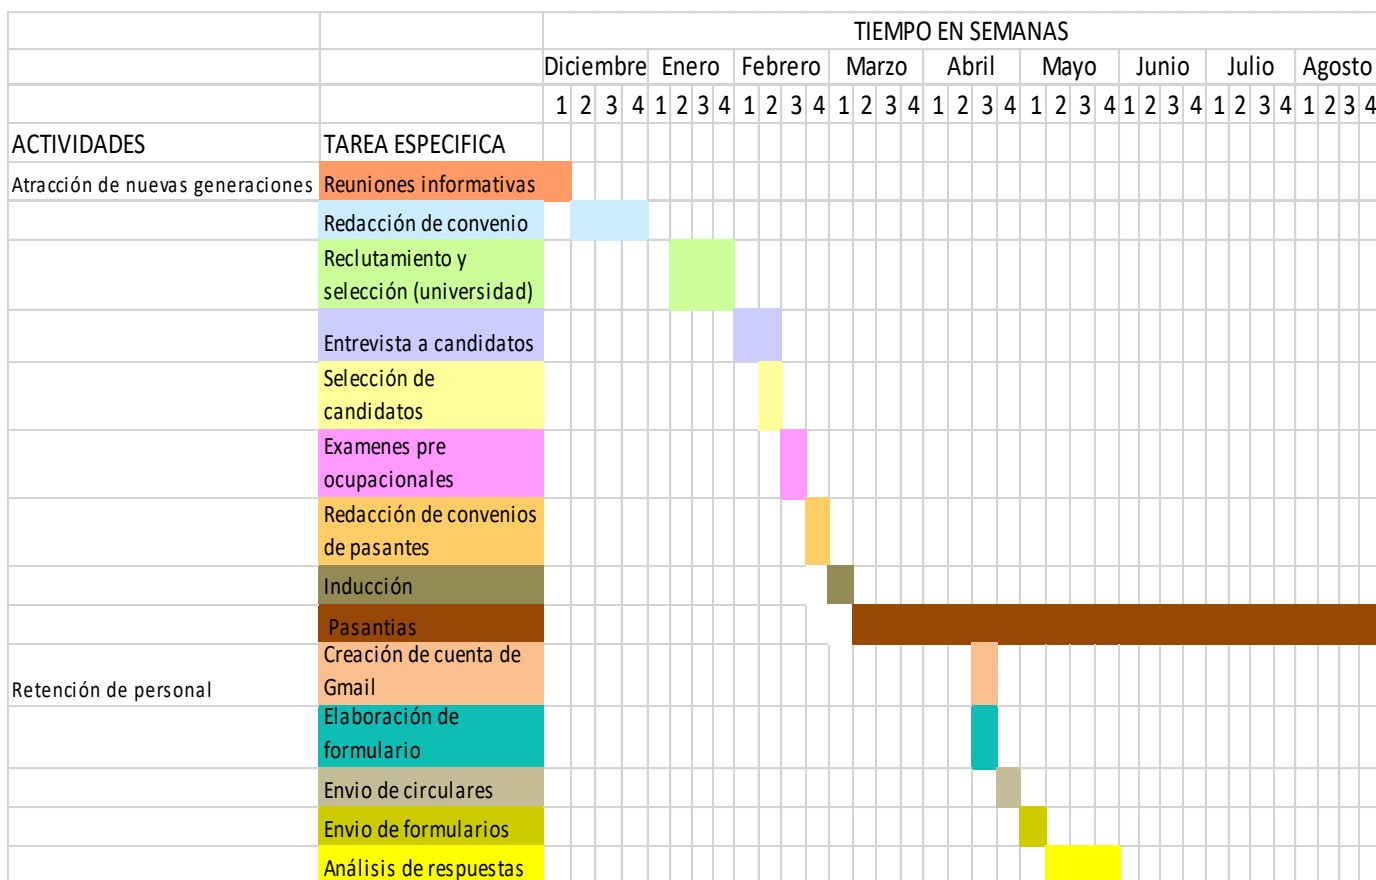 TIEMPO EN SEMANAS
Diciembre Enero Febrero Marzo Abril Mayo Junio Julio Agosto
1 2 3 4 1 2 3 4 1 2 3 4 1 2 3 4 1 2 3 4 1 2 3 4 1 2 3 4 1 2 3 4 1 2 3 4
ACTIVIDADES TAREA ESPECIFICA
Atracción de nuevas generaciones Reuniones informativas
Redacción de convenio
Reclutamiento y
selección (universidad)
Entrevista a candidatos
Selección de
candidatos
Examenes pre
ocupacionales
Redacción de convenios
de pasantes
Inducción
Pasantias
Creación de cuenta de
Retención de personal Gmail
Elaboración de
formulario
Envio de circulares
Envio de formularios
Análisis de respuestas